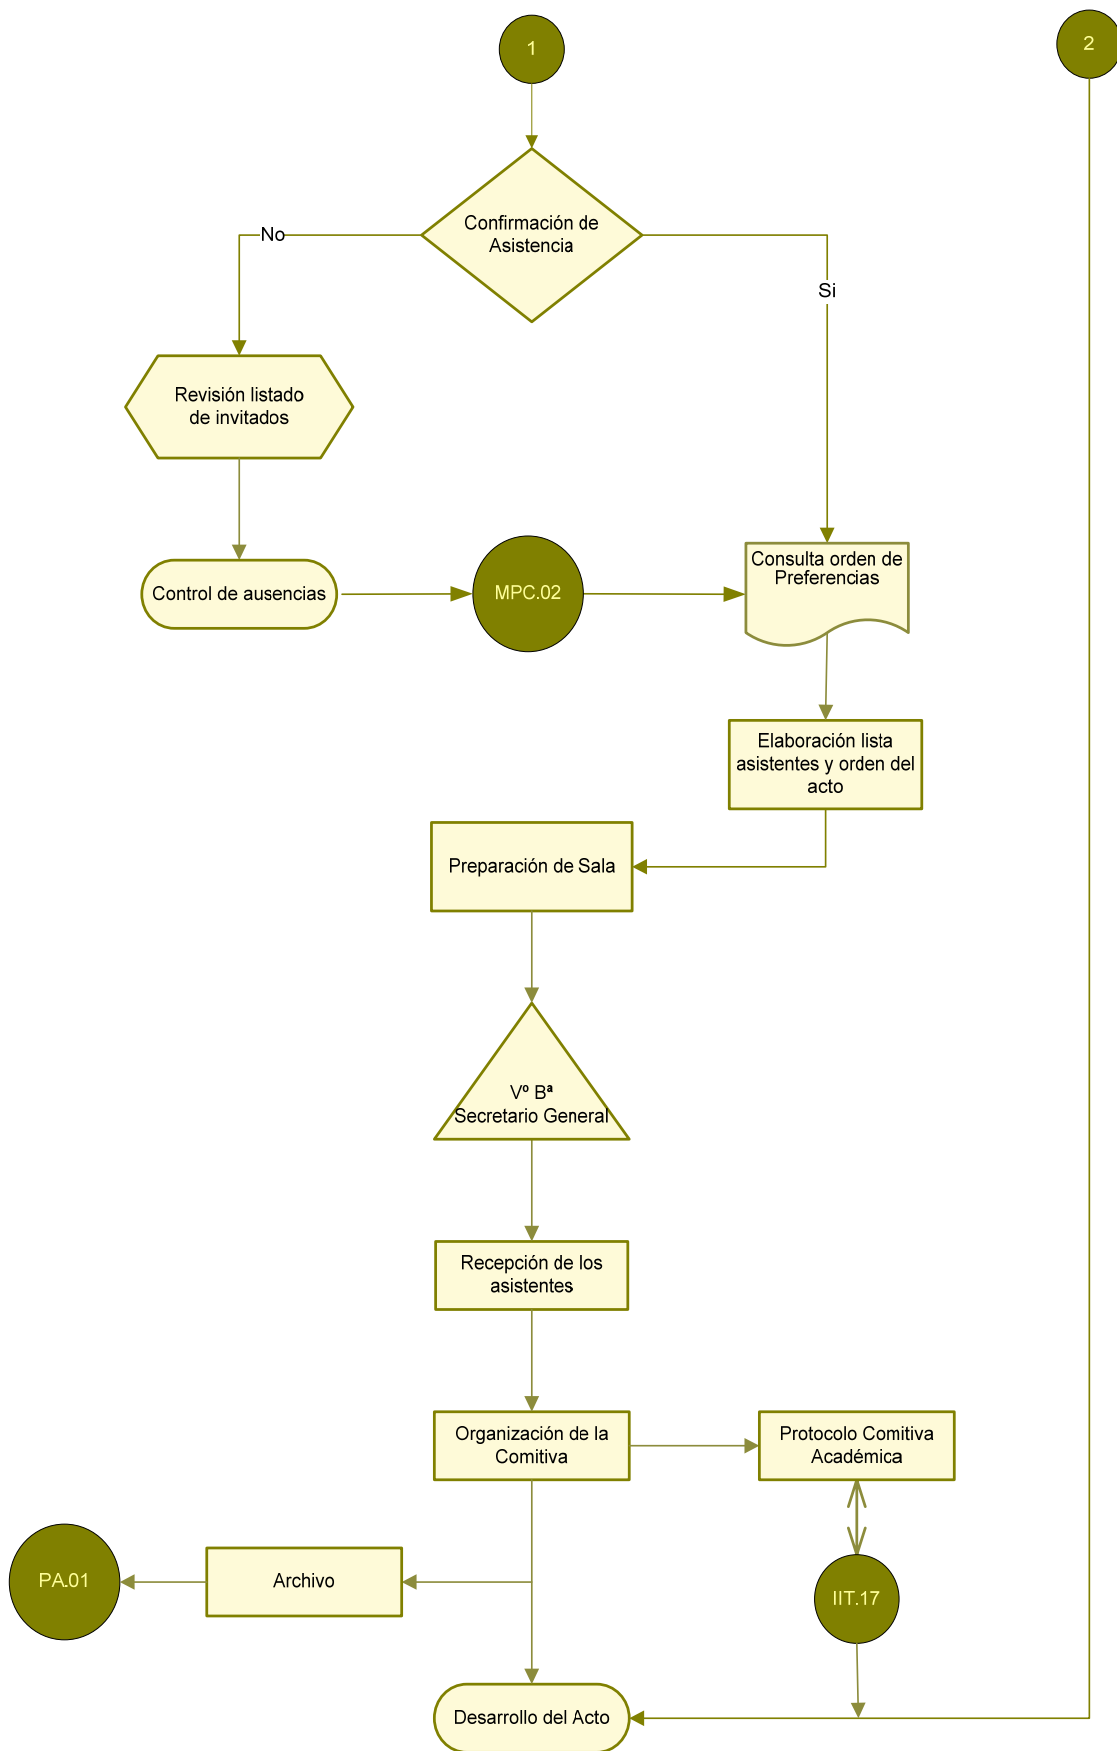 1
2
Confirmación de
Asistencia
No
Si
Revisión listado
de invitados
Control de ausencias
MPC.02
Consulta orden de
Preferencias
Elaboración lista
asistentes y orden del
acto
Preparación de Sala
Vº Bª
Secretario General
Recepción de los
asistentes
Organización de la
Comitiva
Protocolo Comitiva
Académica
PA.01
Archivo
IIT.17
Desarrollo del Acto